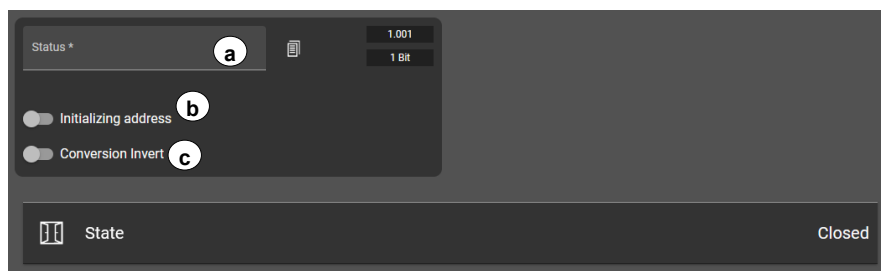 Status *
a
1.001
1 Bit
Initializing address
b
Conversion Invert
c
State
Closed